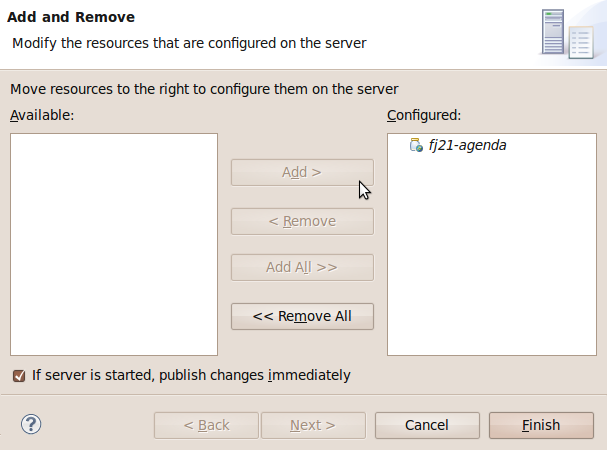 Add and Remove
Modify the resources that are configured on the server
Move resources to the right to configure them on the server
Available:
Configured:
fj21-agenda
Add >
< Remove
Add All >>
<< Remove All
If server is started, publish changes immediately
?
< Back
Next >
Cancel
Finish